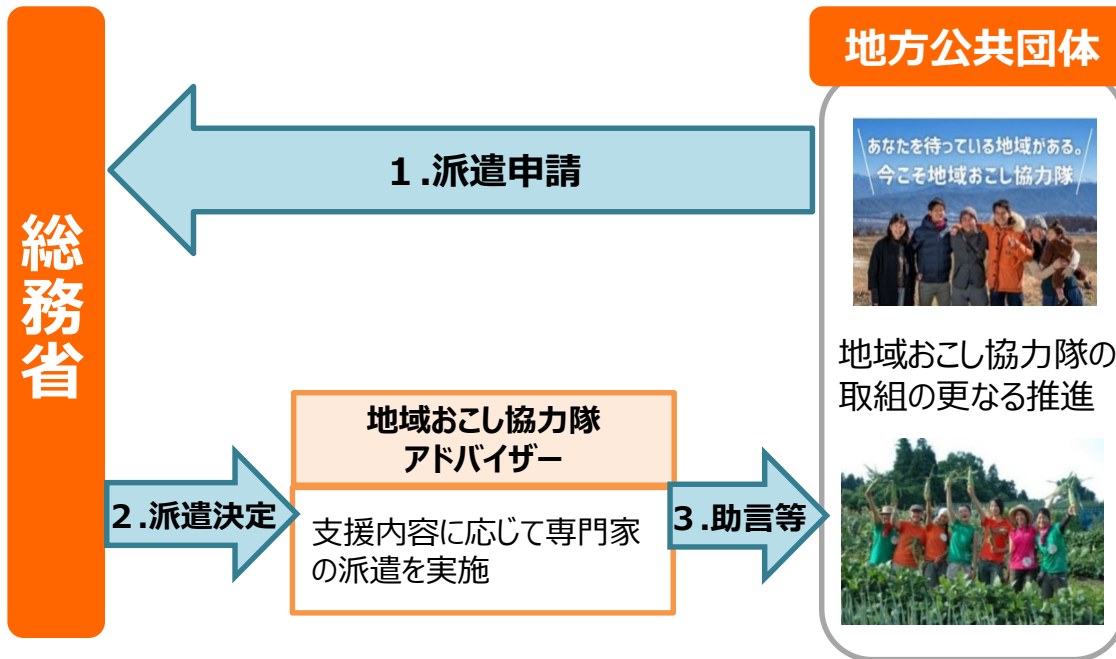 総務省
地方公共団体
１.派遣申請
あなたを待っている地域がある。
今こそ地域おこし協力隊
地域おこし協力隊の
取組の更なる推進
２.派遣決定
地域おこし協力隊
アドバイザー
支援内容に応じて専門家
の派遣を実施
３.助言等